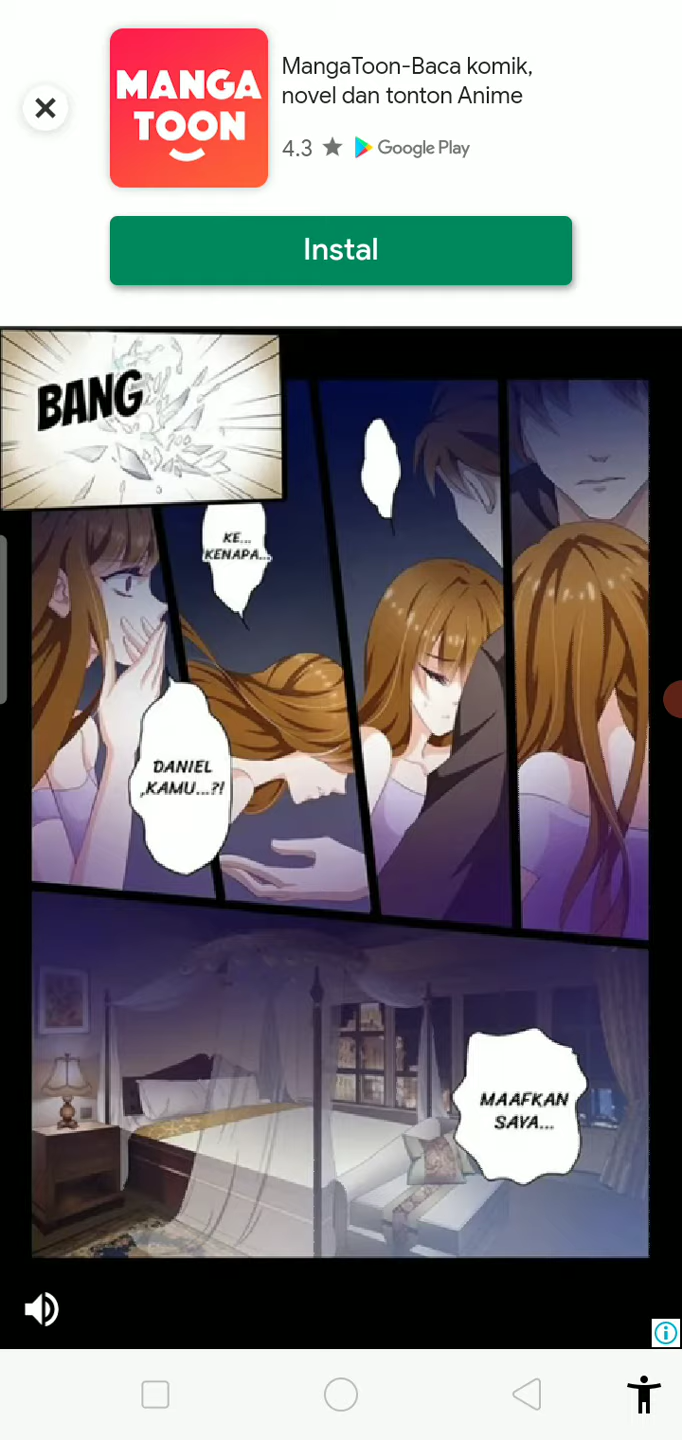 MANGA
TOON
MangaToon-Baca komik,
novel dan tonton Anime
4.3 ★ Google Play
Instal
BANG
KE...
KENAPA...
DANIEL
,KAMU...?!
MAAFKAN
SAYA...